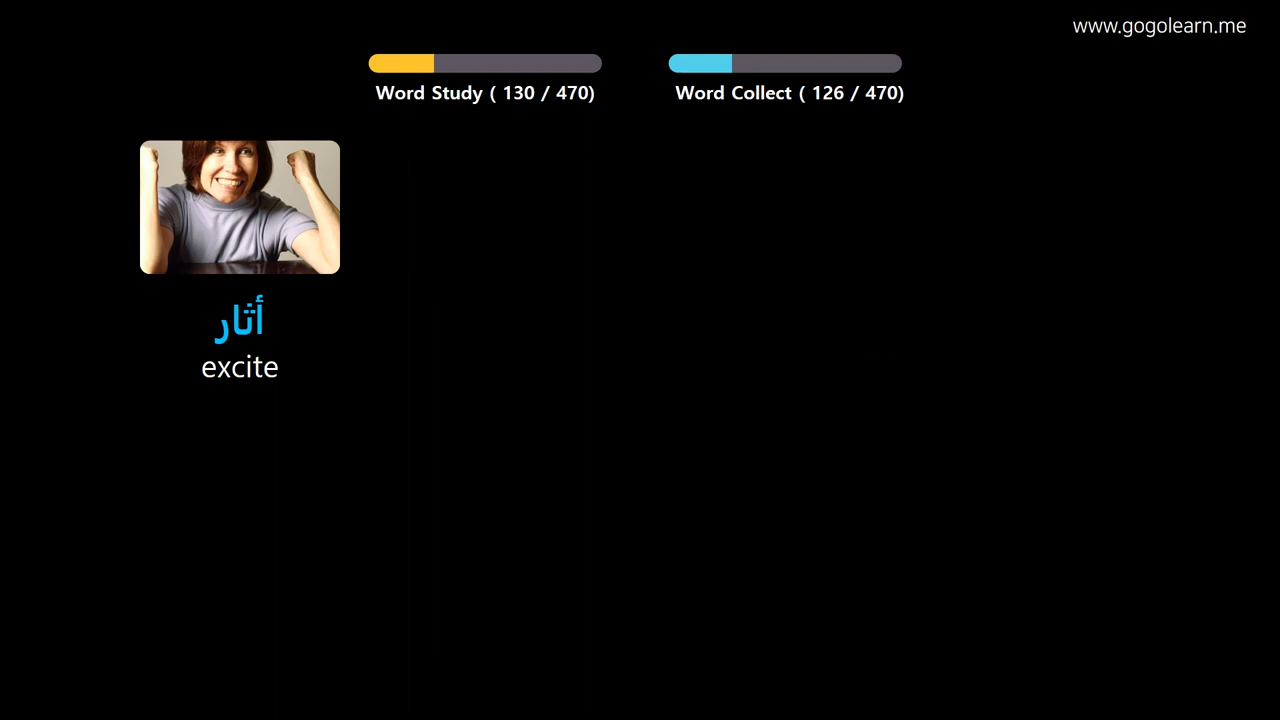 www.gogolearn.me
Word Study ( 130 / 470)
Word Collect ( 126 / 470)
أثار
excite